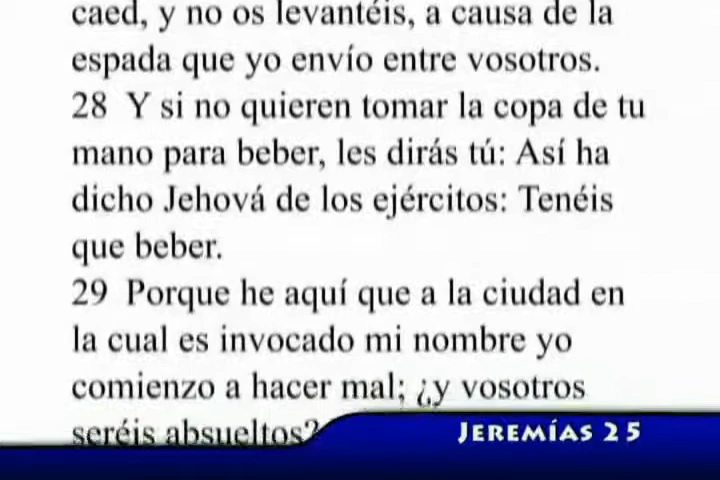 caed, y no os levantéis, a causa de la
espada que yo envío entre vosotros.
28 Y si no quieren tomar la copa de tu
mano para beber, les dirás tú: Así ha
dicho Jehová de los ejércitos: Tenéis
que beber.
29 Porque he aquí que a la ciudad en
la cual es invocado mi nombre yo
comienzo a hacer mal; ¿y vosotros
seréis absueltos?
JEREMÍAS 25